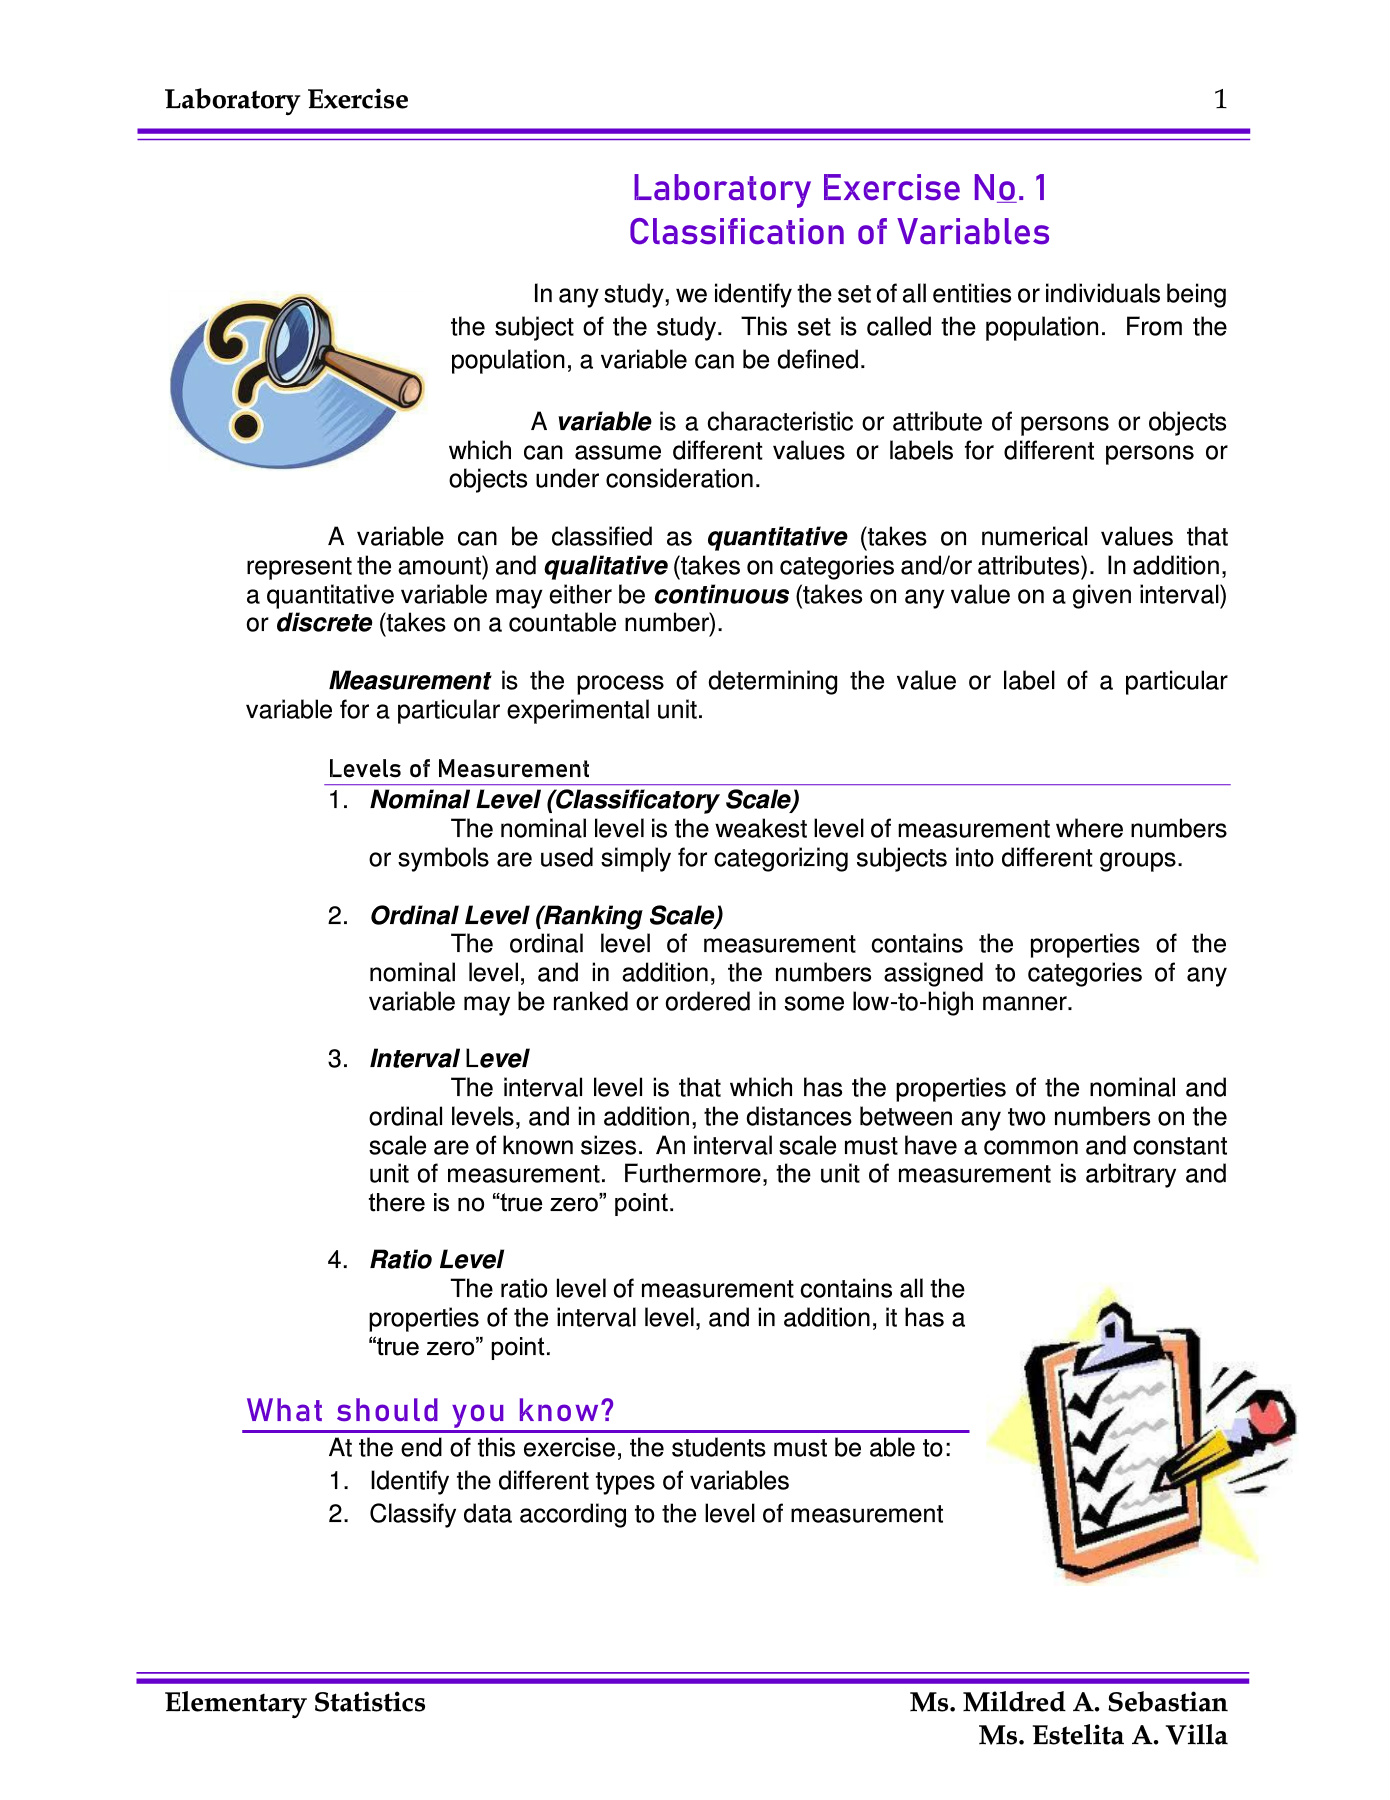 Laboratory Exercise 1
Laboratory Exercise No. 1
Classification of Variables
In any study, we identify the set of all entities or individuals being
the subject of the study. This set is called the population. From the
population, a variable can be defined.
A variable is a characteristic or attribute of persons or objects
which can assume different values or labels for different persons or
objects under consideration.
A variable can be classified as quantitative (takes on numerical values that
represent the amount) and qualitative (takes on categories and/or attributes). In addition,
a quantitative variable may either be continuous (takes on any value on a given interval)
or discrete (takes on a countable number).
Measurement is the process of determining the value or label of a particular
variable for a particular experimental unit.
Levels of Measurement
1. Nominal Level (Classificatory Scale)
The nominal level is the weakest level of measurement where numbers
or symbols are used simply for categorizing subjects into different groups.
2. Ordinal Level (Ranking Scale)
The ordinal level of measurement contains the properties of the
nominal level, and in addition, the numbers assigned to categories of any
variable may be ranked or ordered in some low-to-high manner.
3. Interval Level
The interval level is that which has the properties of the nominal and
ordinal levels, and in addition, the distances between any two numbers on the
scale are of known sizes. An interval scale must have a common and constant
unit of measurement. Furthermore, the unit of measurement is arbitrary and
there is no “true zero” point.
4. Ratio Level
The ratio level of measurement contains all the
properties of the interval level, and in addition, it has a
“true zero” point.
What should you know?
At the end of this exercise, the students must be able to:
1. Identify the different types of variables
2. Classify data according to the level of measurement
Elementary Statistics Ms. Mildred A. Sebastian
Ms. Estelita A. Villa